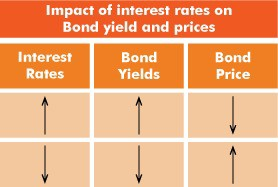 Impact of interest rates on
Bond yield and prices
Interest
Rates
Bond
Yields
Bond
Price